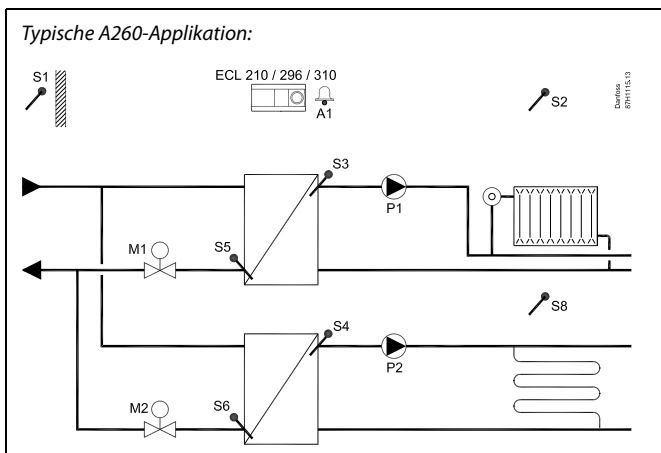 Typische A260-Applikation:
S1
ECL 210 / 296 / 310
A1
S2
Danfoss
87H1115.13
S3
P1
M1
S5
S8
S4
P2
M2
S6